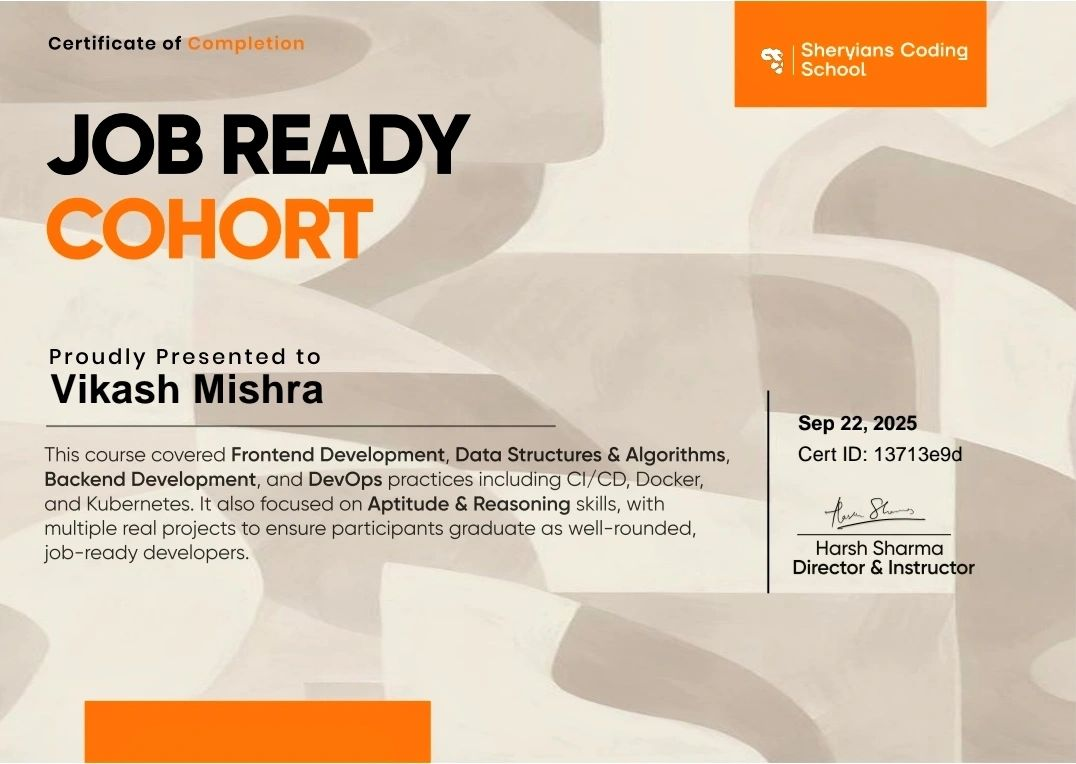 Certificate of Completion
Sheryians Coding
School
JOB READY
COHORT
Proudly Presented to
Vikash Mishra
This course covered Frontend Development, Data Structures & Algorithms,
Backend Development, and DevOps practices including CI/CD, Docker,
and Kubernetes. It also focused on Aptitude & Reasoning skills, with
multiple real projects to ensure participants graduate as well-rounded,
job-ready developers.
Sep 22, 2025
Cert ID: 13713e9d
Harsh Sharma
Harsh Sharma
Director & Instructor